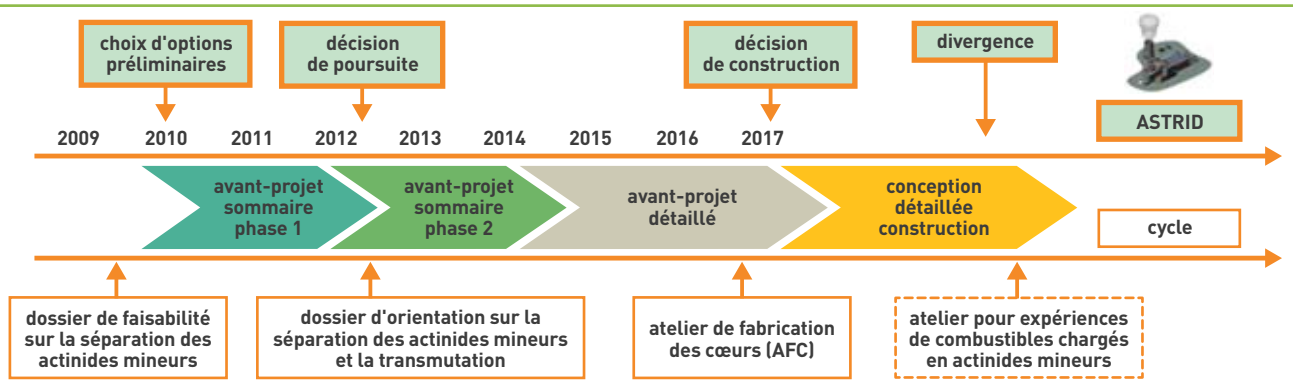 choix d'options
préliminaires
décision
de poursuite
décision
de construction
divergence
ASTRID
2009 2010 2011 2012 2013 2014 2015 2016 2017
avant-projet
sommaire
phase 1
avant-projet
sommaire
phase 2
avant-projet
détaillé
conception
détaillée
construction
cycle
dossier de faisabilité
sur la séparation des
actinides mineurs
dossier d'orientation sur la
séparation des actinides mineurs
et la transmutation
atelier de fabrication
des cœurs (AFC)
atelier pour expériences
de combustibles chargés
en actinides mineurs